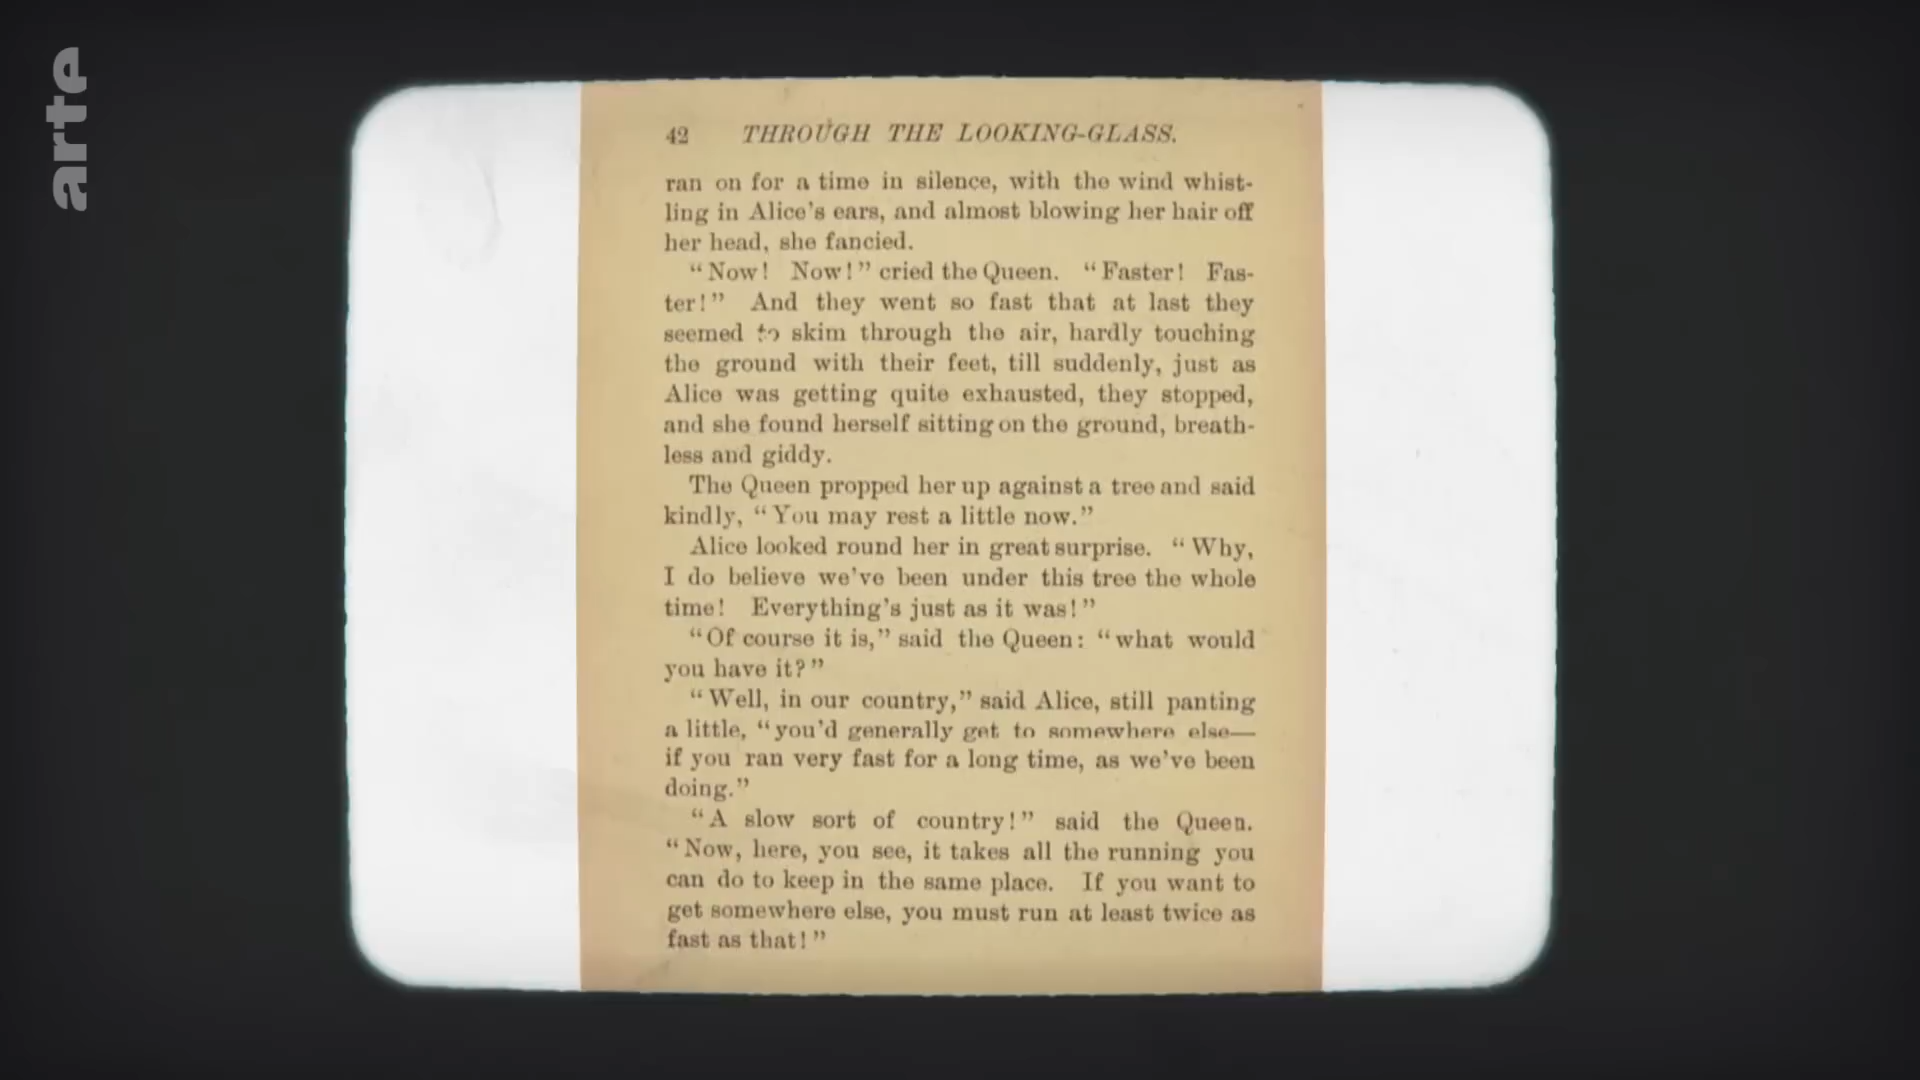 arte
42 THROUGH THE LOOKING-GLASS.
ran on for a time in silence, with the wind whist-
ling in Alice's ears, and almost blowing her hair off
her head, she fancied.
"Now! Now!" cried the Queen. "Faster! Fas-
ter!" And they went so fast that at last they
seemed to skim through the air, hardly touching
the ground with their feet, till suddenly, just as
Alice was getting quite exhausted, they stopped,
and she found herself sitting on the ground, breath-
less and giddy.
The Queen propped her up against a tree and said
kindly, "You may rest a little now."
Alice looked round her in great surprise. "Why,
I do believe we've been under this tree the whole
time! Everything's just as it was!"
"Of course it is," said the Queen: "what would
you have it?"
"Well, in our country," said Alice, still panting
a little, "you'd generally get to somewhere else—
if you ran very fast for a long time, as we've been
doing."
"A slow sort of country!" said the Queen.
"Now, here, you see, it takes all the running you
can do to keep in the same place. If you want to
get somewhere else, you must run at least twice as
fast as that!"